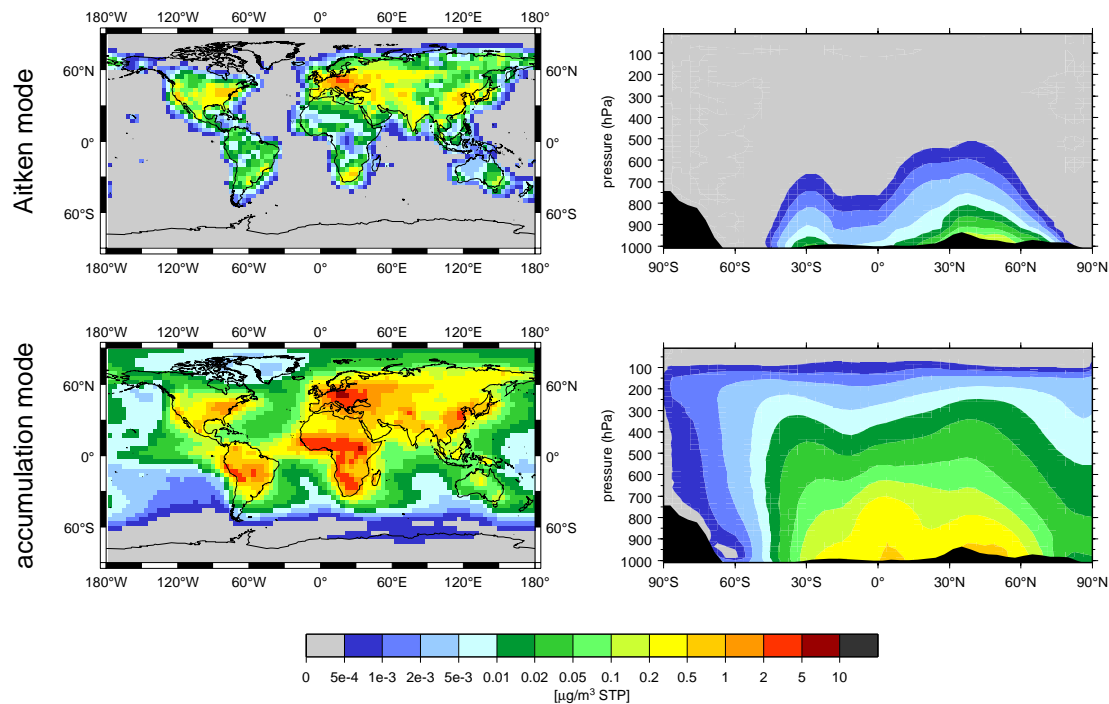 180°W 120°W 60°W 0° 60°E 120°E 180°
60°N
0°
60°S
180°W 120°W 60°W 0° 60°E 120°E 180°
Aitken mode
100
200
300
400
500
600
700
800
900
1000
pressure (hPa)
90°S 60°S 30°S 0° 30°N 60°N 90°N
180°W 120°W 60°W 0° 60°E 120°E 180°
60°N
0°
60°S
180°W 120°W 60°W 0° 60°E 120°E 180°
accumulation mode
100
200
300
400
500
600
700
800
900
1000
pressure (hPa)
90°S 60°S 30°S 0° 30°N 60°N 90°N
0 5e-4 1e-3 2e-3 5e-3 0.01 0.02 0.05 0.1 0.2 0.5 1 2 5 10
[µg/m³ STP]